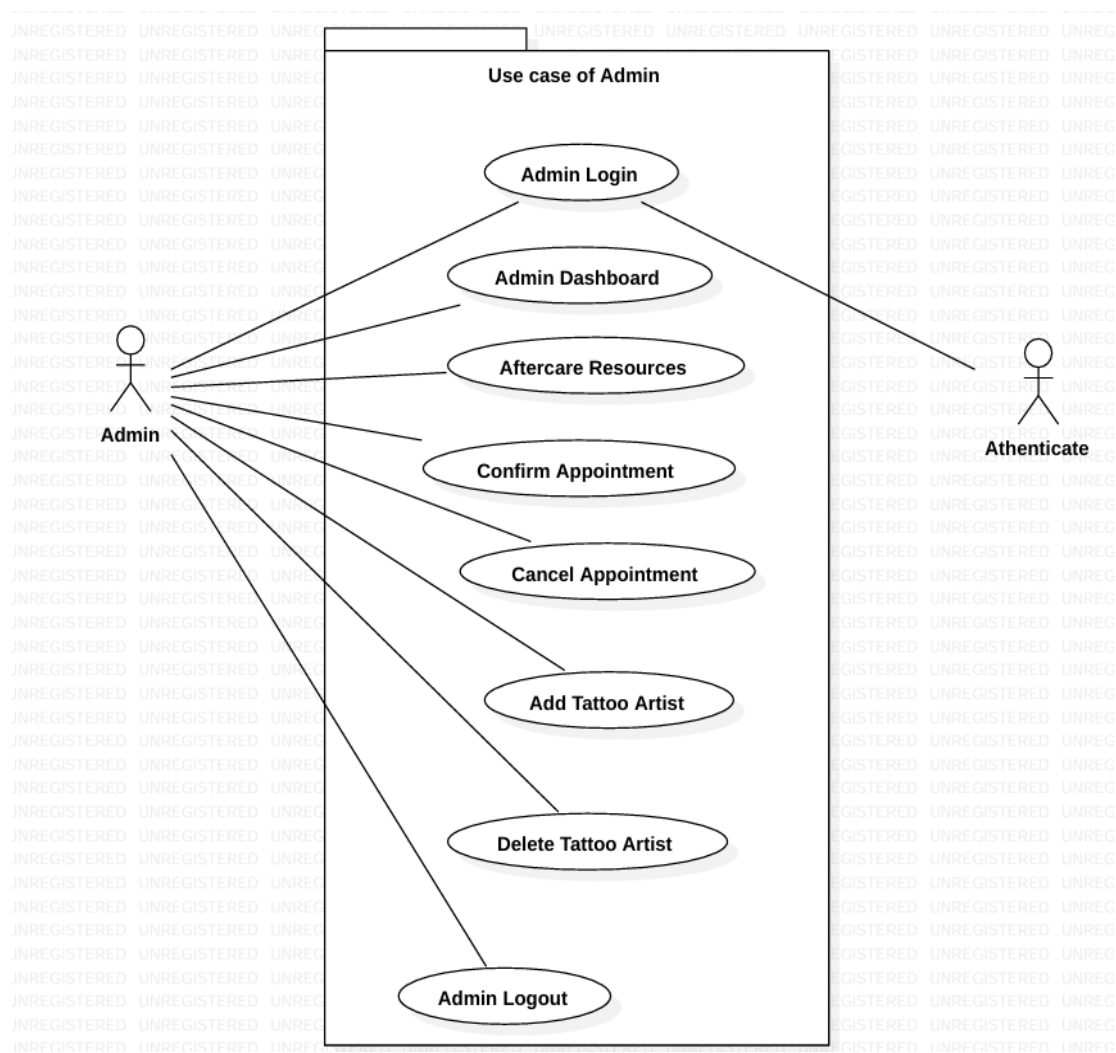 Use case of Admin
Admin Login
Admin Dashboard
Aftercare Resources
Admin
Athenticate
Confirm Appointment
Cancel Appointment
Add Tattoo Artist
Delete Tattoo Artist
Admin Logout
UNREGISTERED